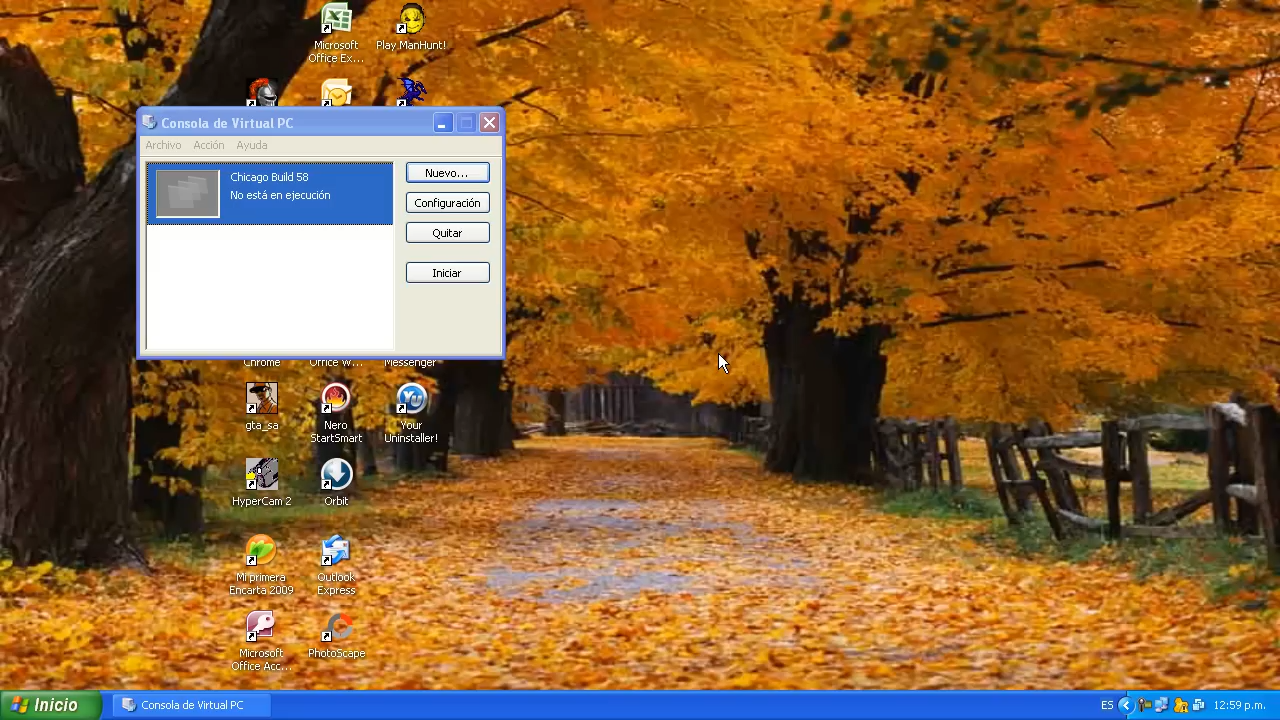 Microsoft
Office Ex...
Play ManHunt!
Consola de Virtual PC
Archivo Acción Ayuda
Chicago Build 58
No está en ejecución
Nuevo...
Configuración
Quitar
Iniciar
Chrome
Office W...
Messenger
gta_sa
Nero
StartSmart
Your
Uninstaller!
HyperCam 2
Orbit
Mi primera
Encarta 2009
Outlook
Express
Microsoft
Office Acc...
PhotoScape
Inicio
Consola de Virtual PC
ES
12:59 p.m.